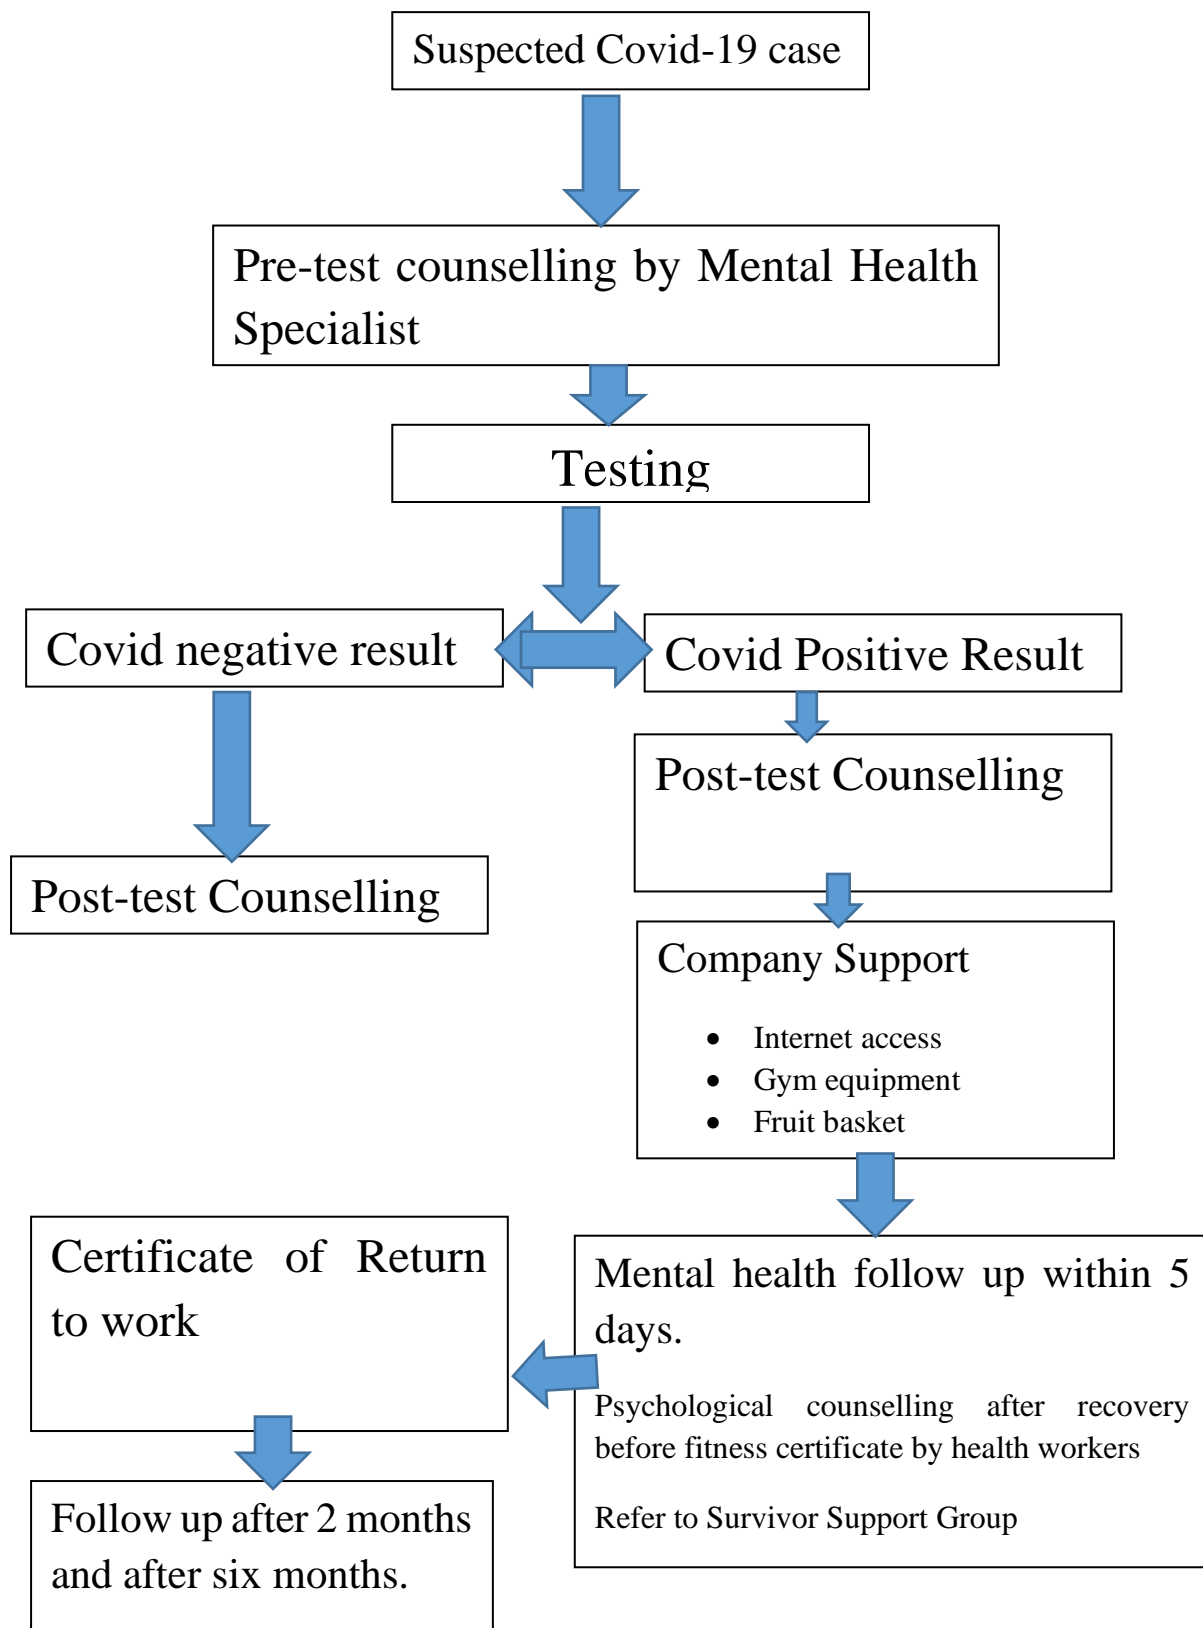 Suspected Covid-19 case
Pre-test counselling by Mental Health
Specialist
Testing
Covid negative result
Covid Positive Result
Post-test Counselling
Post-test Counselling
Company Support
• Internet access
• Gym equipment
• Fruit basket
Mental health follow up within 5
days.
Psychological counselling after recovery
before fitness certificate by health workers
Refer to Survivor Support Group
Certificate of Return
to work
Follow up after 2 months
and after six months.